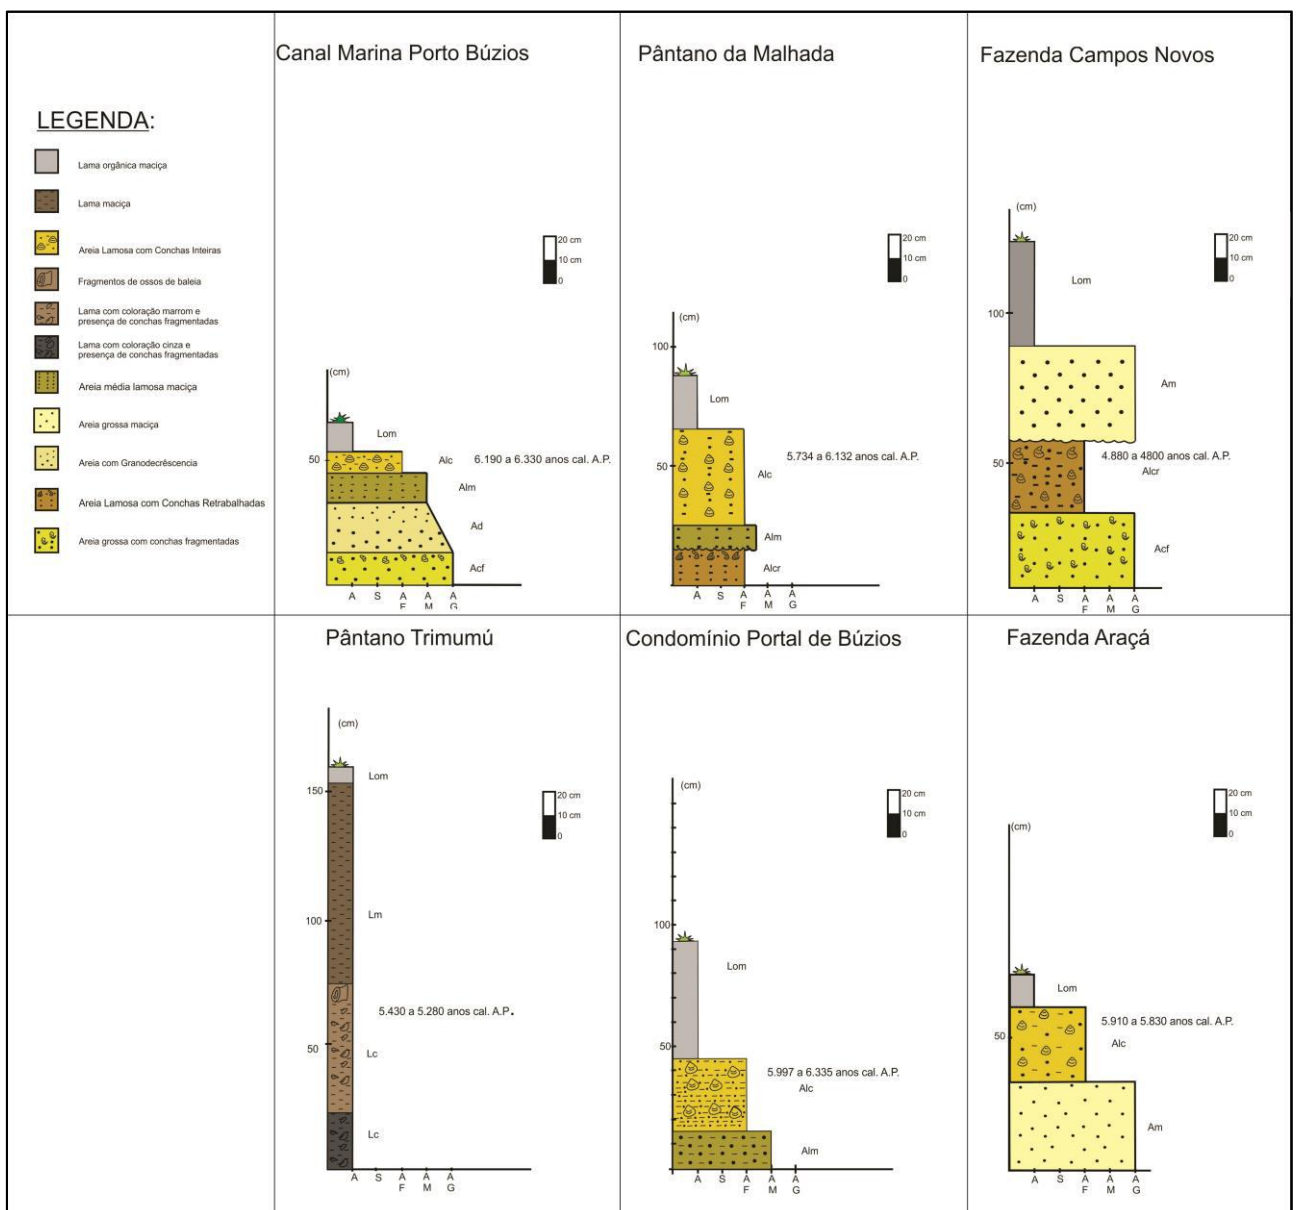 Canal Marina Porto Búzios
Pântano da Malhada
Fazenda Campos Novos
LEGENDA:
Lama orgânica maciça
Lama maciça
Areia Lamosa com Conchas Inteiras
Fragmentos de ossos de baleia
Lama com coloração marrom e
presença de conchas fragmentadas
Lama com coloração cinza e
presença de conchas fragmentadas
Areia média lamosa maciça
Areia grossa maciça
Areia com Granodecrêscencia
Areia Lamosa com Conchas Retrabalhadas
Areia grossa com conchas fragmentadas
20 cm
10 cm
0
(cm)
50
Lom
Alc
6.190 a 6.330 anos cal. A.P.
Alm
Ad
Acf
A S A A A
F M G
20 cm
10 cm
0
(cm)
100
50
Lom
5.734 a 6.132 anos cal. A.P.
Alc
Alm
Alcr
A S A A A
F M G
(cm)
20 cm
10 cm
0
100
50
Lom
Am
4.880 a 4800 anos cal. A.P.
Alcr
Acf
A S A A A
F M G
Pântano Trimumú
Condomínio Portal de Búzios
Fazenda Araçá
(cm)
150
100
50
20 cm
10 cm
0
Lom
Lm
5.430 a 5.280 anos cal. A.P.
Lc
Lc
A S A A A
F M G
(cm)
20 cm
10 cm
0
100
50
Lom
5.997 a 6.335 anos cal. A.P.
Alc
Alm
A S A A A
F M G
20 cm
10 cm
0
(cm)
50
Lom
5.910 a 5.830 anos cal. A.P.
Alc
Am
A S A A A
F M G